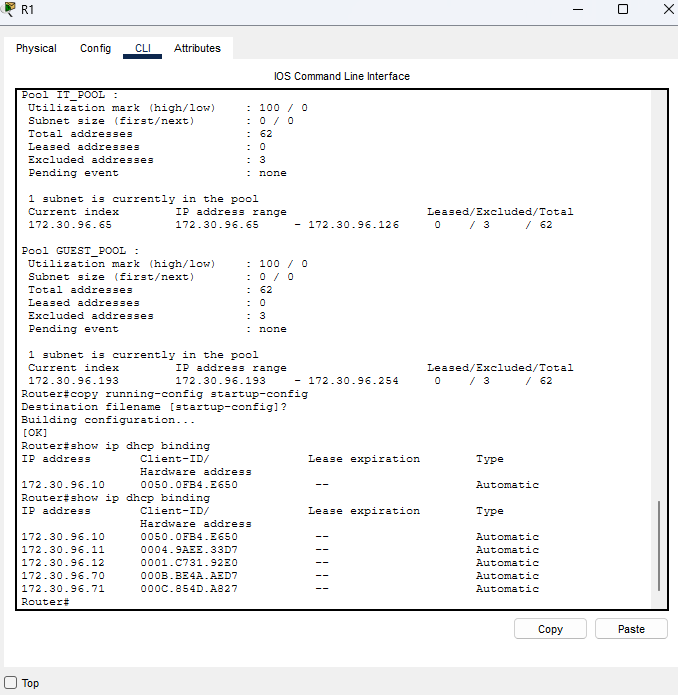 R1
Physical Config CLI Attributes
IOS Command Line Interface
Pool IT_POOL :
Utilization mark (high/low) : 100 / 0
Subnet size (first/next) : 0 / 0
Total addresses : 62
Leased addresses : 0
Excluded addresses : 3
Pending event : none
1 subnet is currently in the pool
Current index IP address range Leased/Excluded/Total
172.30.96.65 172.30.96.65 - 172.30.96.126 0 / 3 / 62
Pool GUEST_POOL :
Utilization mark (high/low) : 100 / 0
Subnet size (first/next) : 0 / 0
Total addresses : 62
Leased addresses : 0
Excluded addresses : 3
Pending event : none
1 subnet is currently in the pool
Current index IP address range Leased/Excluded/Total
172.30.96.193 172.30.96.193 - 172.30.96.254 0 / 3 / 62
Router#copy running-config startup-config
Destination filename [startup-config]?
Building configuration...
[OK]
Router#show ip dhcp binding
IP address Client-ID/ Lease expiration Type
Hardware address
172.30.96.10 0050.0FB4.E650 -- Automatic
Router#show ip dhcp binding
IP address Client-ID/ Lease expiration Type
Hardware address
172.30.96.10 0050.0FB4.E650 -- Automatic
172.30.96.11 0004.9AEE.33D7 -- Automatic
172.30.96.12 0001.C731.92E0 -- Automatic
172.30.96.70 000B.BE4A.AED7 -- Automatic
172.30.96.71 000C.854D.A827 -- Automatic
Router#
Copy Paste
Top